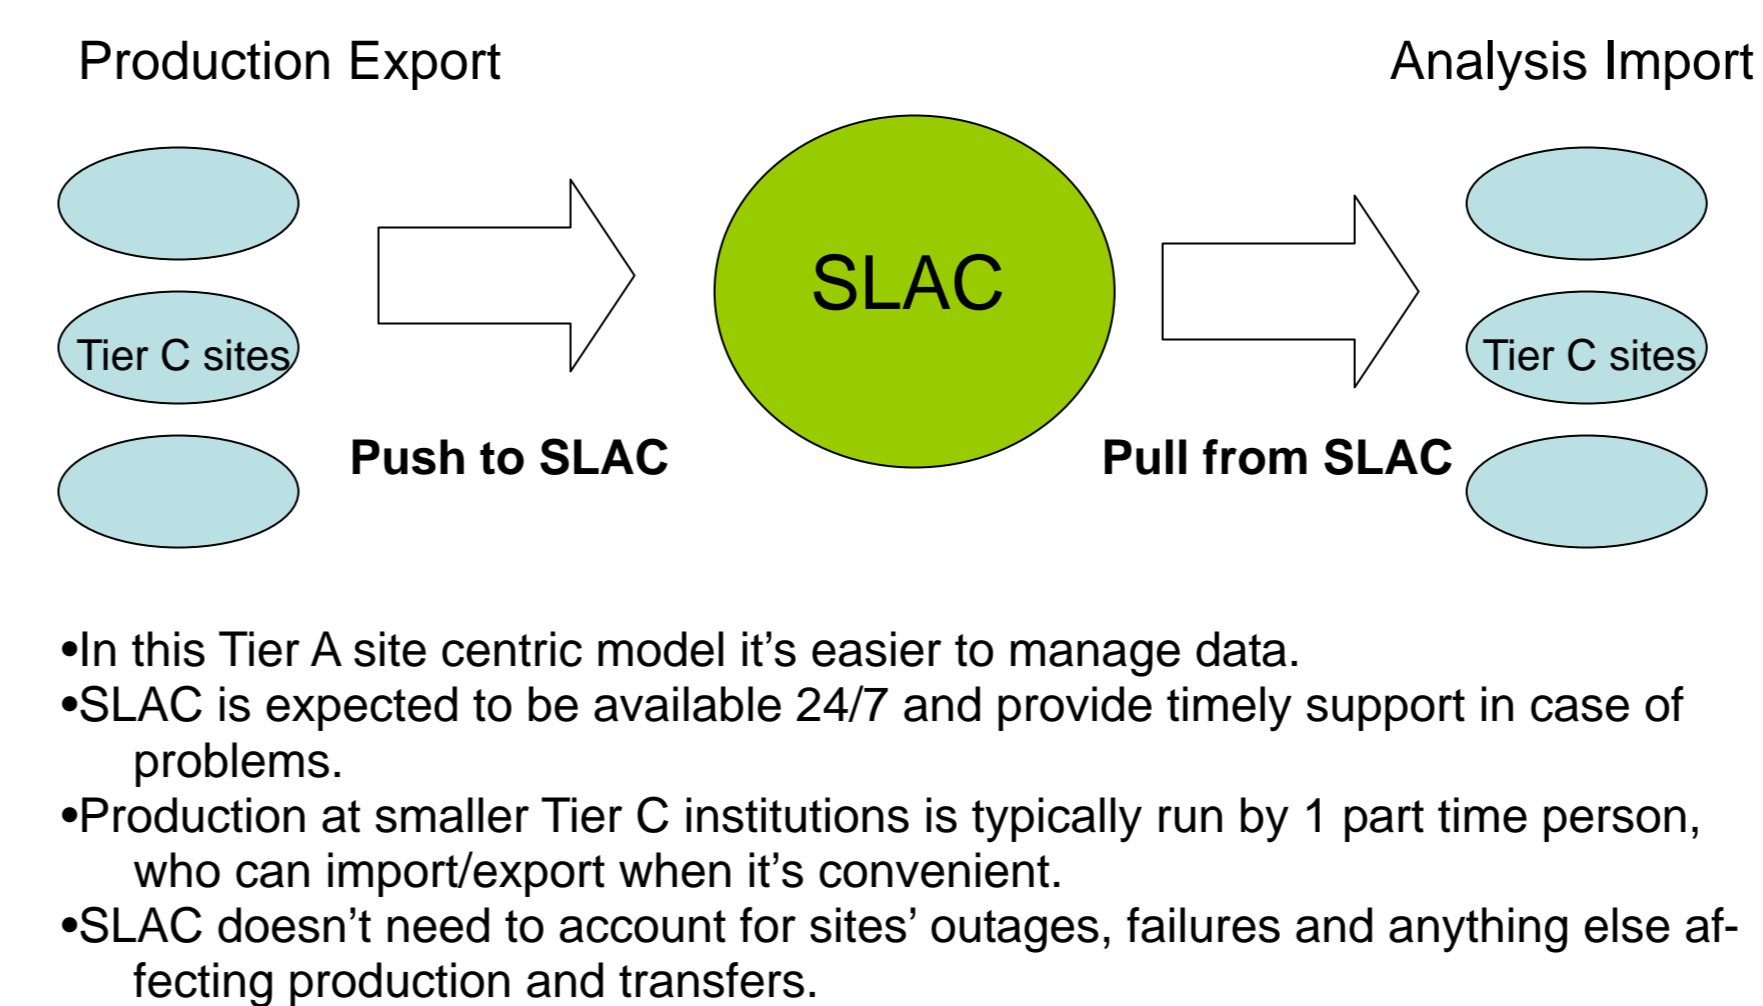 Production Export
Analysis Import
SLAC
Tier C sites
Tier C sites
Push to SLAC
Pull from SLAC
•In this Tier A site centric model it’s easier to manage data.
•SLAC is expected to be available 24/7 and provide timely support in case of
problems.
•Production at smaller Tier C institutions is typically run by 1 part time person,
who can import/export when it’s convenient.
•SLAC doesn’t need to account for sites’ outages, failures and anything else af-
fecting production and transfers.